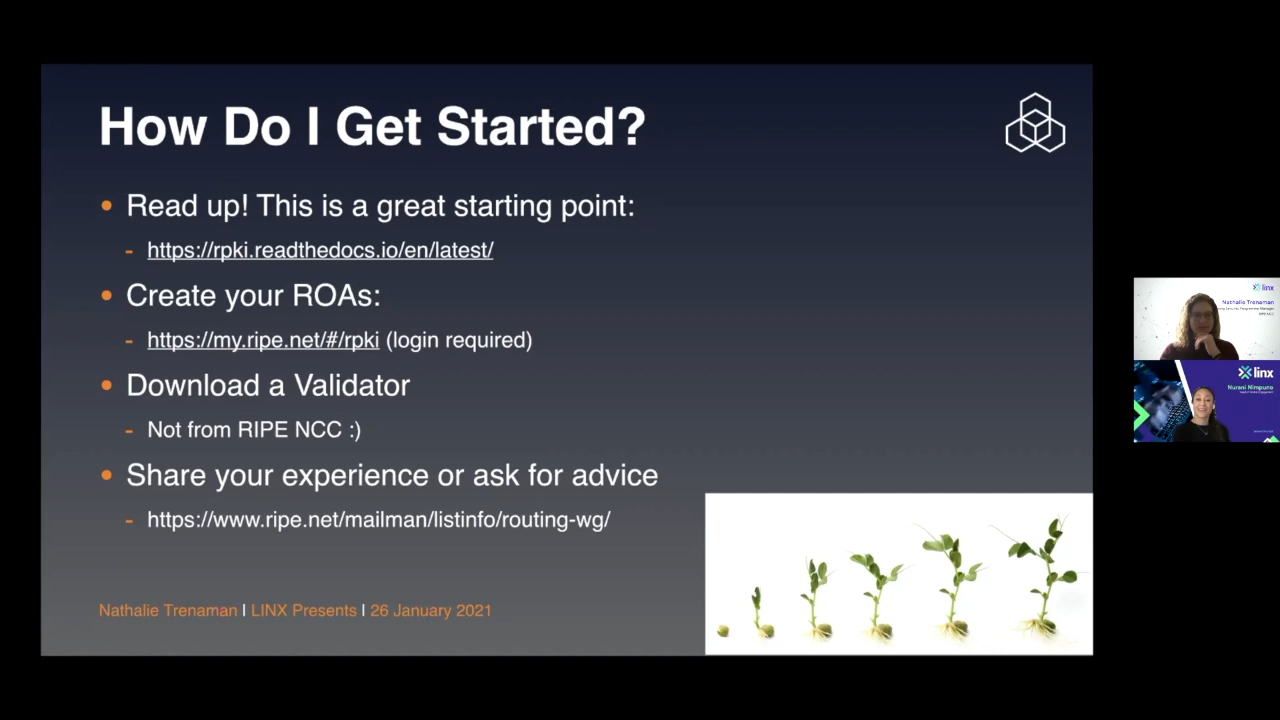 How Do I Get Started?
• Read up! This is a great starting point:
- https://rpki.readthedocs.io/en/latest/
• Create your ROAs:
- https://my.ripe.net/#/rpki (login required)
• Download a Validator
- Not from RIPE NCC :)
• Share your experience or ask for advice
- https://www.ripe.net/mailman/listinfo/routing-wg/
Nathalie Trenaman | LINX Presents | 26 January 2021
linx
Nathalie Trenaman
RIPE NCC
linx
Nurani Nimpuno